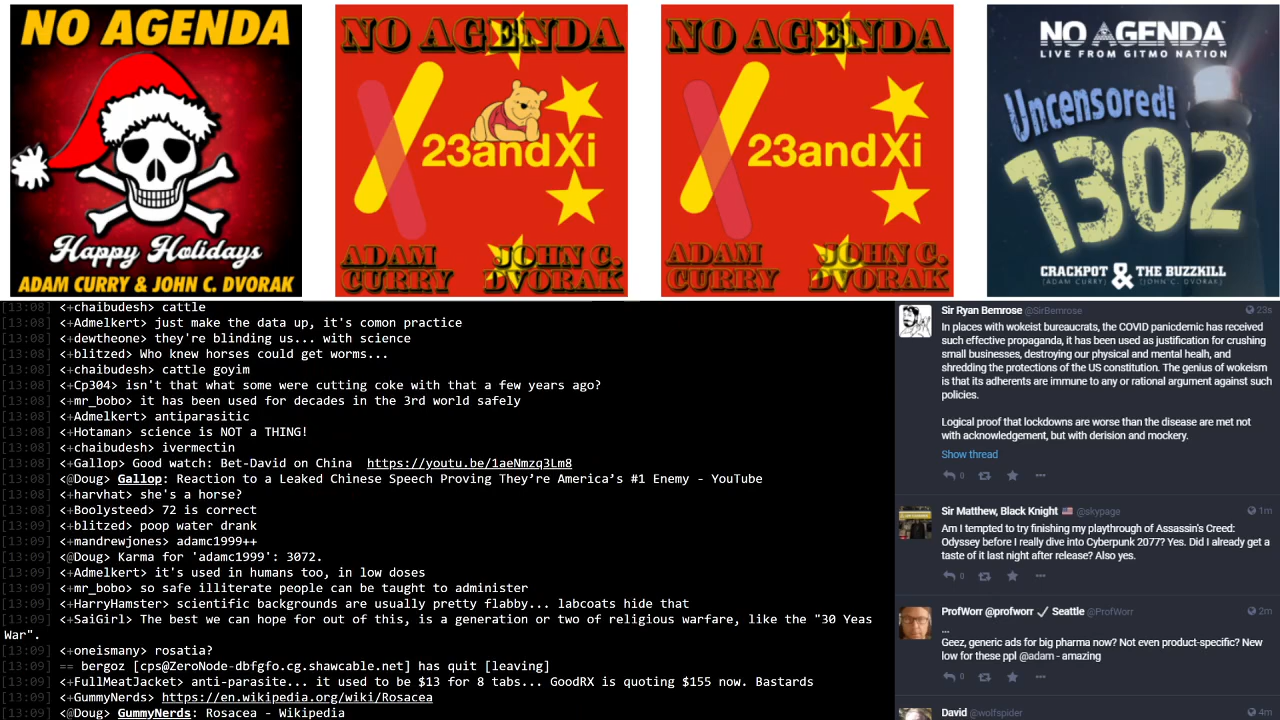 NO AGENDA
Happy Holidays
ADAM CURRY & JOHN C. DVORAK
NO AGENDA
23andXi
ADAM CURRY
JOHN C. DVORAK
NO AGENDA
23andXi
ADAM CURRY
JOHN C. DVORAK
NO AGENDA
LIVE FROM GITMO NATION
Uncensored!
1302
CRACKPOT & THE BUZZKILL
[ADAM CURRY] [JOHN C. DVORAK]
[13:08] <+chaibudesh> cattle
[13:08] <+Admelkert> just make the data up, it's comon practice
[13:08] <+dewtheone> they're blinding us... with science
[13:08] <+blitzed> Who knew horses could get worms...
[13:08] <+chaibudesh> cattle goyim
[13:08] <+Cp304> isn't that what some were cutting coke with that a few years ago?
[13:08] <+mr_bobo> it has been used for decades in the 3rd world safely
[13:08] <+Admelkert> antiparasitic
[13:08] <+Hotaman> science is NOT a THING!
[13:08] <+chaibudesh> ivermectin
[13:08] <+Gallop> Good watch: Bet-David on China  https://youtu.be/1aeNmzq3Lm8
[13:08] <@Doug> Gallop: Reaction to a Leaked Chinese Speech Proving They're America's #1 Enemy - YouTube
[13:08] <+harvhat> she's a horse?
[13:08] <+Boolysteed> 72 is correct
[13:09] <+blitzed> poop water drank
[13:09] <+mandrewjones> adamc1999++
[13:09] <@Doug> Karma for 'adamc1999': 3072.
[13:09] <+Admelkert> it's used in humans too, in low doses
[13:09] <+mr_bobo> so safe illiterate people can be taught to administer
[13:09] <+HarryHamster> scientific backgrounds are usually pretty flabby... labcoats hide that
[13:09] <+SaiGirl> The best we can hope for out of this, is a generation or two of religious warfare, like the "30 Yeas
War".
[13:09] <+oneismany> rosatia?
[13:09] == bergoz [cps@ZeroNode-dbfgfo.cg.shawcable.net] has quit [leaving]
[13:09] <+FullMeatJacket> anti-parasite... it used to be $13 for 8 tabs... GoodRX is quoting $155 now. Bastards
[13:09] <+GummyNerds> https://en.wikipedia.org/wiki/Rosacea
[13:09] <@Doug> GummyNerds: Rosacea - Wikipedia
Sir Ryan Bemrose @SirBemrose 23s
In places with wokeist bureaucrats, the COVID panicdemic has received
such effective propaganda, it has been used as justification for crushing
small businesses, destroying our physical and mental healh, and
shredding the protections of the US constitution. The genius of wokeism
is that its adherents are immune to any or rational argument against such
policies.
Logical proof that lockdowns are worse than the disease are met not
with acknowledgement, but with derision and mockery.
Show thread
0
Sir Matthew, Black Knight @skypage 1m
Am I tempted to try finishing my playthrough of Assassin's Creed:
Odyssey before I really dive into Cyberpunk 2077? Yes. Did I already get a
taste of it last night after release? Also yes.
0
ProfWorr @profworr ✓ Seattle @ProfWorr 2m
...
Geez, generic ads for big pharma now? Not even product-specific? New
low for these ppl @adam - amazing
0
David @wolfspider 4m